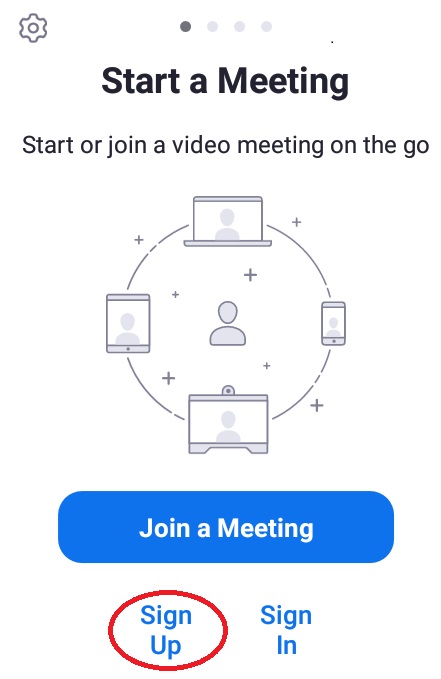 Start a Meeting
Start or join a video meeting on the go
Join a Meeting
Sign
Up
Sign
In